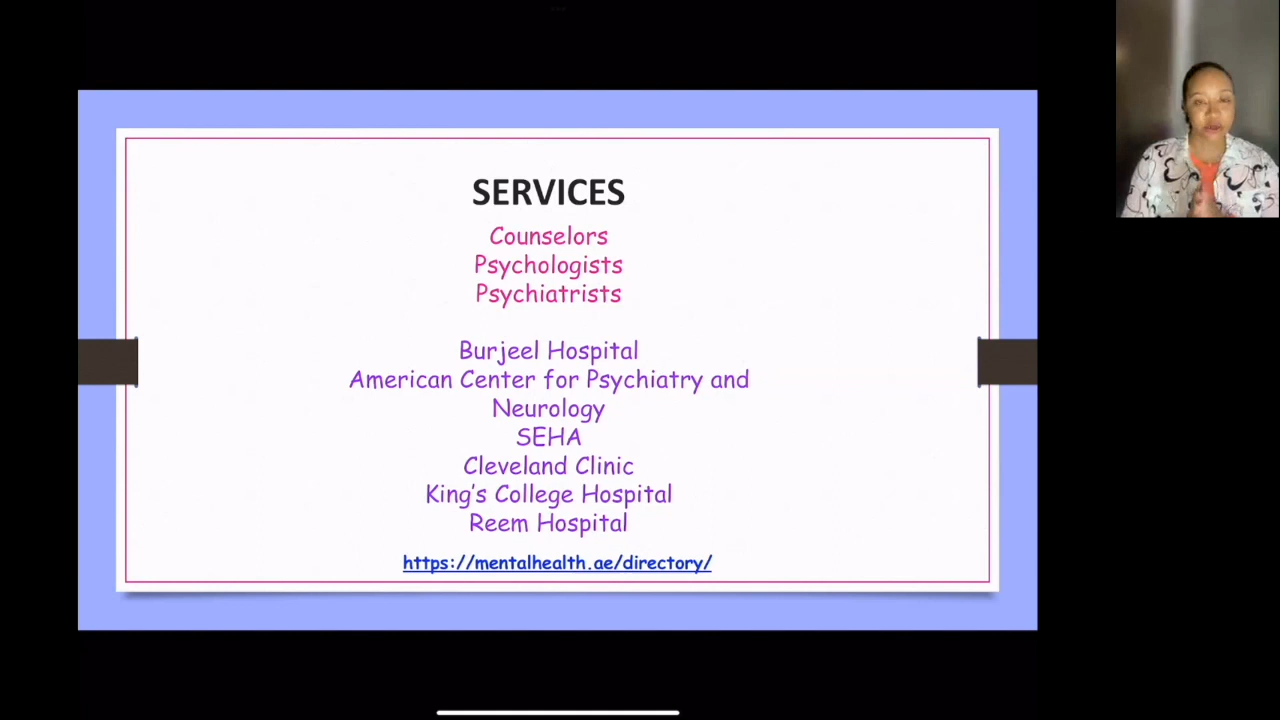 SERVICES
Counselors
Psychologists
Psychiatrists
Burjeel Hospital
American Center for Psychiatry and
Neurology
SEHA
Cleveland Clinic
King's College Hospital
Reem Hospital
https://mentalhealth.ae/directory/